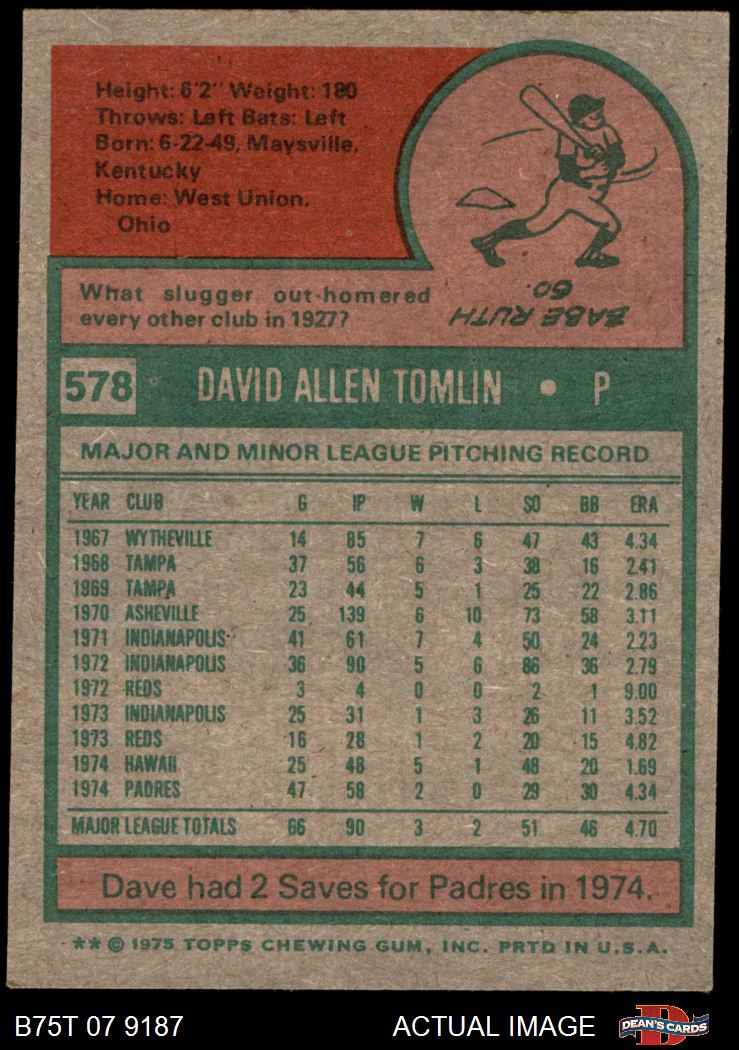 Height: 6'2" Weight: 180
Throws: Left Bats: Left
Born: 6-22-49, Maysville,
Kentucky
Home: West Union,
Ohio
What slugger out-homered
every other club in 1927?
BABE RUTH
60.
578 DAVID ALLEN TOMLIN • P
MAJOR AND MINOR LEAGUE PITCHING RECORD
YEAR CLUB G IP W L SO BB ERA
1967 WYTHEVILLE 14 85 7 6 47 43 4.34
1968 TAMPA 37 56 6 3 38 16 2.41
1969 TAMPA 23 44 5 1 25 22 2.86
1970 ASHEVILLE 25 139 6 10 73 58 3.11
1971 INDIANAPOLIS 41 61 7 4 50 24 2.23
1972 INDIANAPOLIS 36 90 5 6 86 36 2.79
1972 REDS 3 4 0 0 2 1 9.00
1973 INDIANAPOLIS 25 31 1 3 26 11 3.52
1973 REDS 16 28 1 2 20 15 4.82
1974 HAWAII 25 48 5 1 48 20 1.69
1974 PADRES 47 58 2 0 29 30 4.34
MAJOR LEAGUE TOTALS 66 90 3 2 51 46 4.70
Dave had 2 Saves for Padres in 1974.
** © 1975 TOPPS CHEWING GUM, INC. PRTD IN U.S.A.
B75T 07 9187 ACTUAL IMAGE D DEAN'S CARDS